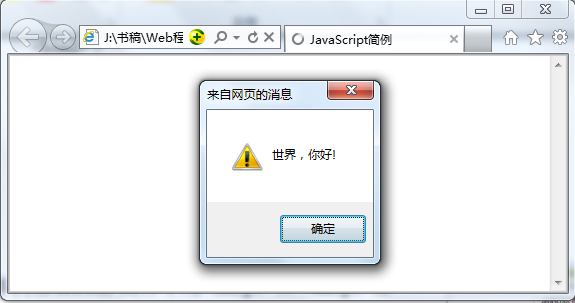 J:\书稿\Web程
JavaScript简例
来自网页的消息
世界，你好!
确定